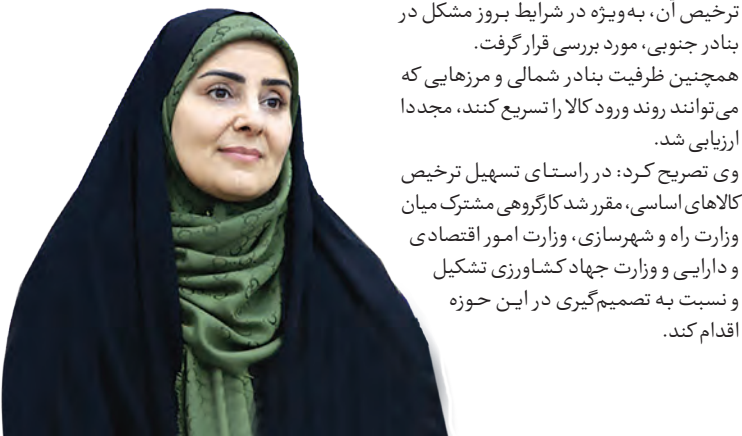 ترخیص آن، به‌ویژه در شرایط بروز مشکل در
بنادر جنوبی، مورد بررسی قرار گرفت.
همچنین ظرفیت بنادر شمالی و مرزهایی که
می‌توانند روند ورود کالا را تسریع کنند، مجددا
ارزیابی شد.
وی تصریح کرد: در راستای تسهیل ترخیص
کالاهای اساسی، مقرر شد کارگروهی مشترک میان
وزارت راه و شهرسازی، وزارت امور اقتصادی
و دارایی و وزارت جهاد کشاورزی تشکیل
و نسبت به تصمیم‌گیری در این حوزه
اقدام کند.